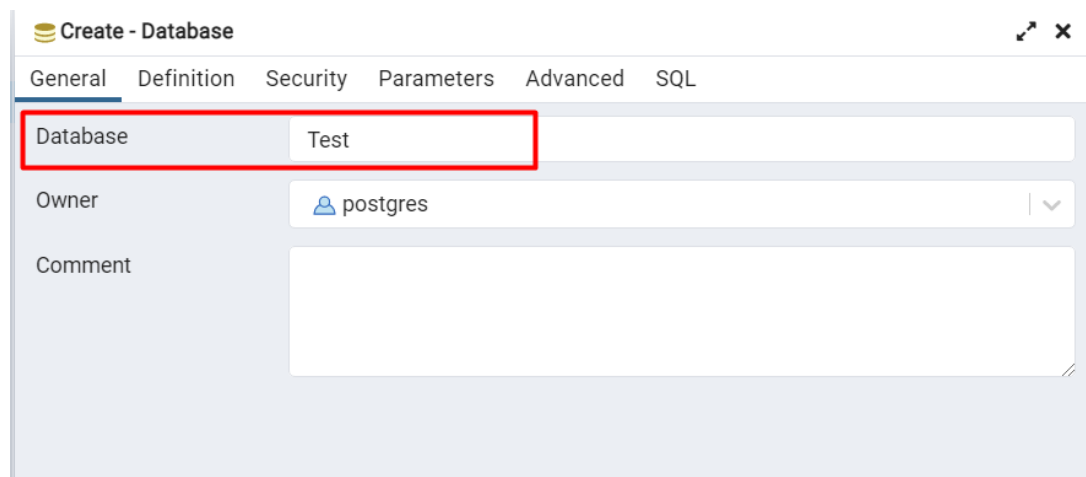 Create - Database
General Definition Security Parameters Advanced SQL
Database Test
Owner postgres
Comment